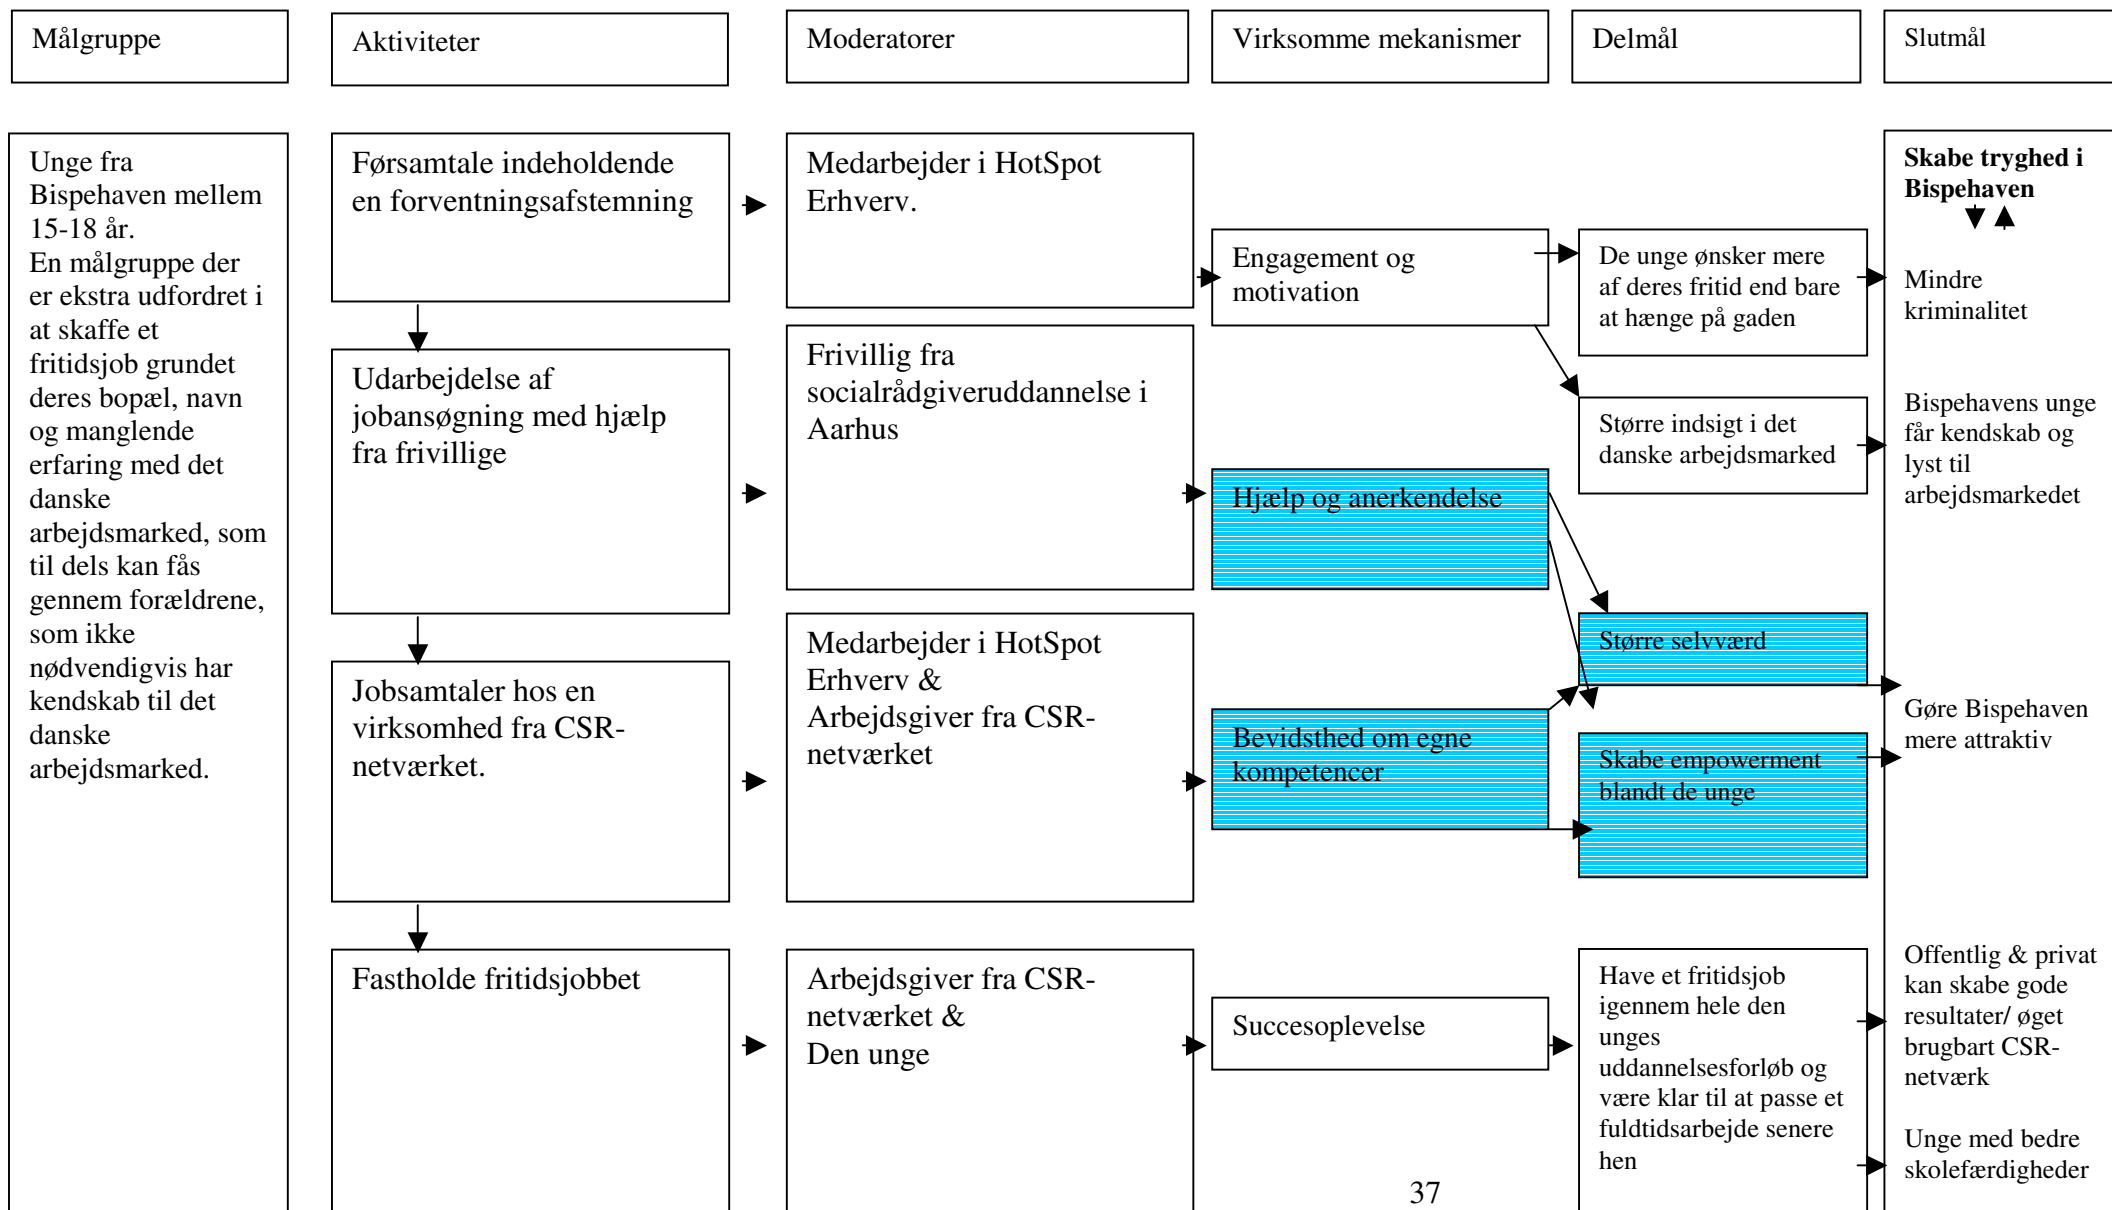 Målgruppe
Aktiviteter
Moderatorer
Virksomme mekanismer
Delmål
Slutmål
Unge fra
Bispehaven mellem
15-18 år.
En målgruppe der
er ekstra udfordret i
at skaffe et
fritidsjob grundet
deres bopæl, navn
og manglende
erfaring med det
danske
arbejdsmarked, som
til dels kan fås
gennem forældrene,
som ikke
nødvendigvis har
kendskab til det
danske
arbejdsmarked.
Førsamtale indeholdende
en forventningsafstemning
Udarbejdelse af
jobansøgning med hjælp
fra frivillige
Jobsamtaler hos en
virksomhed fra CSR-
netværket.
Fastholde fritidsjobbet
Medarbejder i HotSpot
Erhverv.
Frivillig fra
socialrådgiveruddannelse i
Aarhus
Medarbejder i HotSpot
Erhverv &
Arbejdsgiver fra CSR-
netværket
Arbejdsgiver fra CSR-
netværket &
Den unge
Engagement og
motivation
Hjælp og anerkendelse
Bevidsthed om egne
kompetencer
Succesoplevelse
De unge ønsker mere
af deres fritid end bare
at hænge på gaden
Større indsigt i det
danske arbejdsmarked
Større selvværd
Skabe empowerment
blandt de unge
Have et fritidsjob
igennem hele den
unges
uddannelsesforløb og
være klar til at passe et
fuldtidsarbejde senere
hen
Skabe tryghed i
Bispehaven
Mindre
kriminalitet
Bispehavens unge
får kendskab og
lyst til
arbejdsmarkedet
Gøre Bispehaven
mere attraktiv
Offentlig & privat
kan skabe gode
resultater/ øget
brugbart CSR-
netværk
Unge med bedre
skolefærdigheder
37